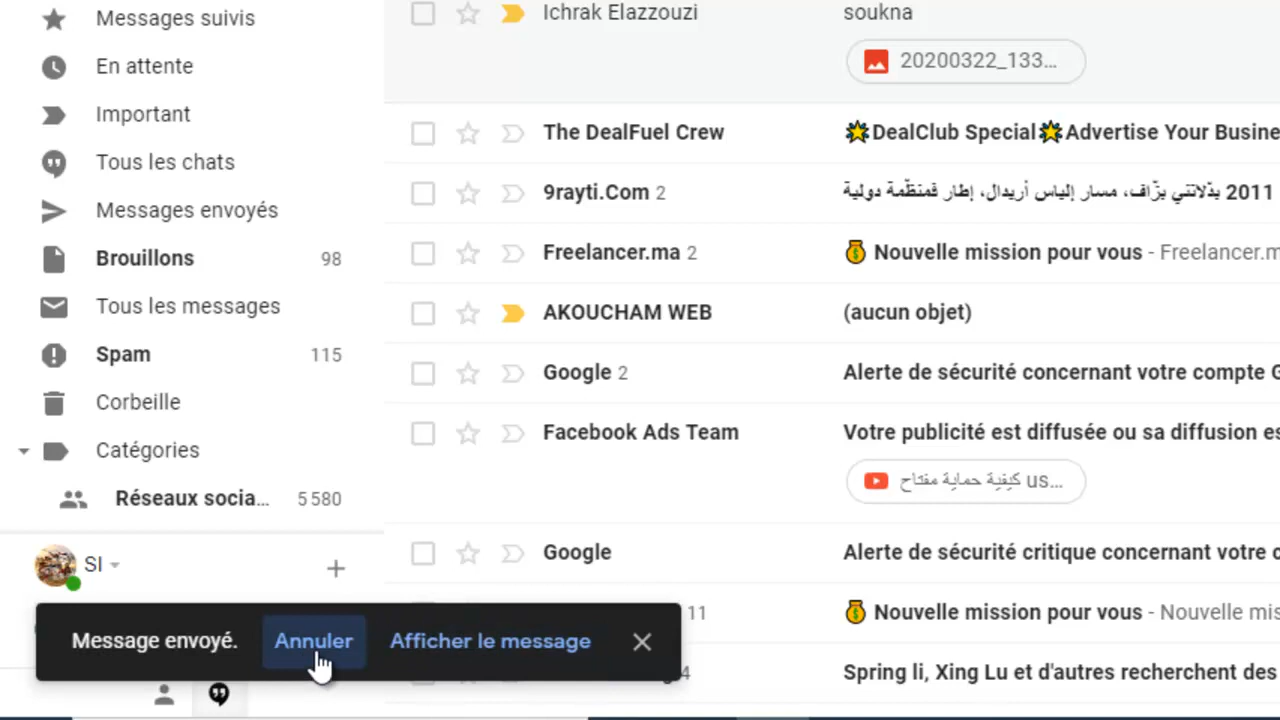 Messages suivis
En attente
Important
Tous les chats
Messages envoyés
Brouillons 98
Tous les messages
Spam 115
Corbeille
Catégories
Réseaux socia... 5 580
SI
Ichrak Elazzouzi soukna
20200322_133...
The DealFuel Crew 🌟DealClub Special🌟Advertise Your Busine
9rayti.Com 2 2011 بدّلاتني بزّاف، مسار إلياس أريدال، إطار فمنظّمة دولية
Freelancer.ma 2 💰 Nouvelle mission pour vous - Freelancer.m
AKOUCHAM WEB (aucun objet)
Google 2 Alerte de sécurité concernant votre compte G
Facebook Ads Team Votre publicité est diffusée ou sa diffusion es
كيفية حماية مفتاح us...
Google Alerte de sécurité critique concernant votre c
11 💰 Nouvelle mission pour vous - Nouvelle mis
4 Spring li, Xing Lu et d'autres recherchent des
Message envoyé. Annuler Afficher le message